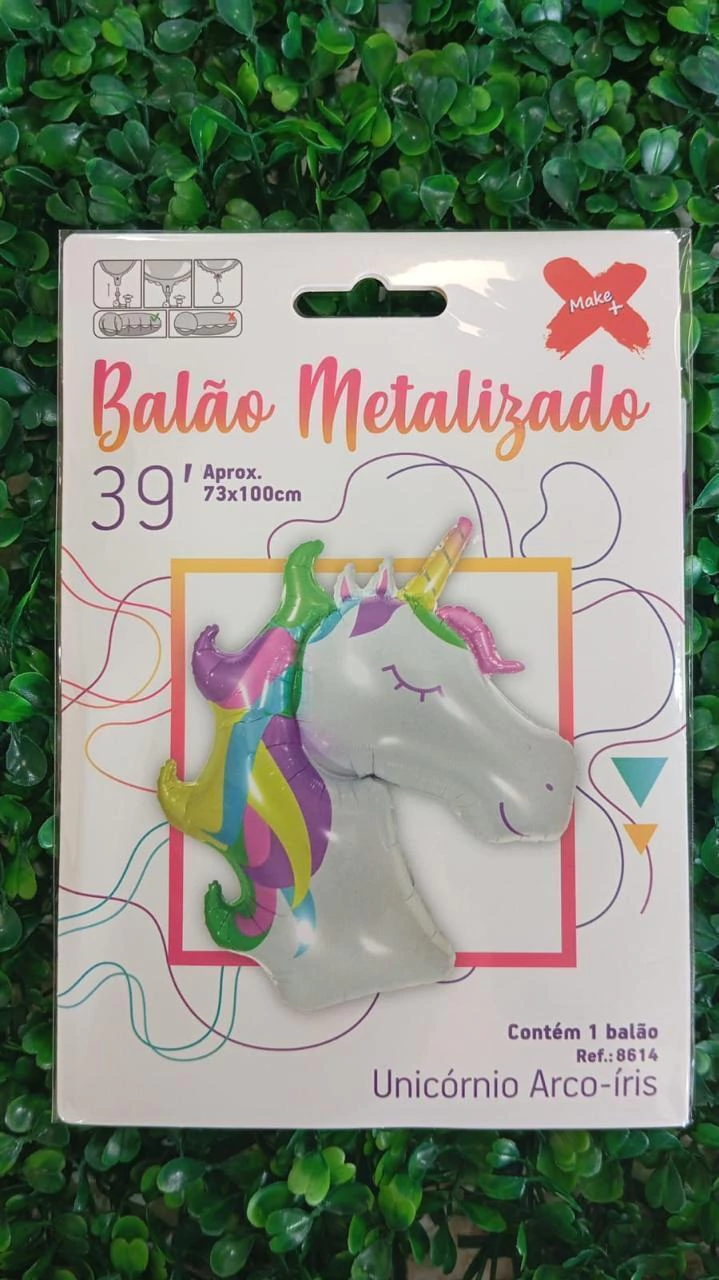 Make
+
Balão Metalizado
39'
Aprox.
73x100cm
Contém 1 balão
Ref.:8614
Unicórnio Arco-íris